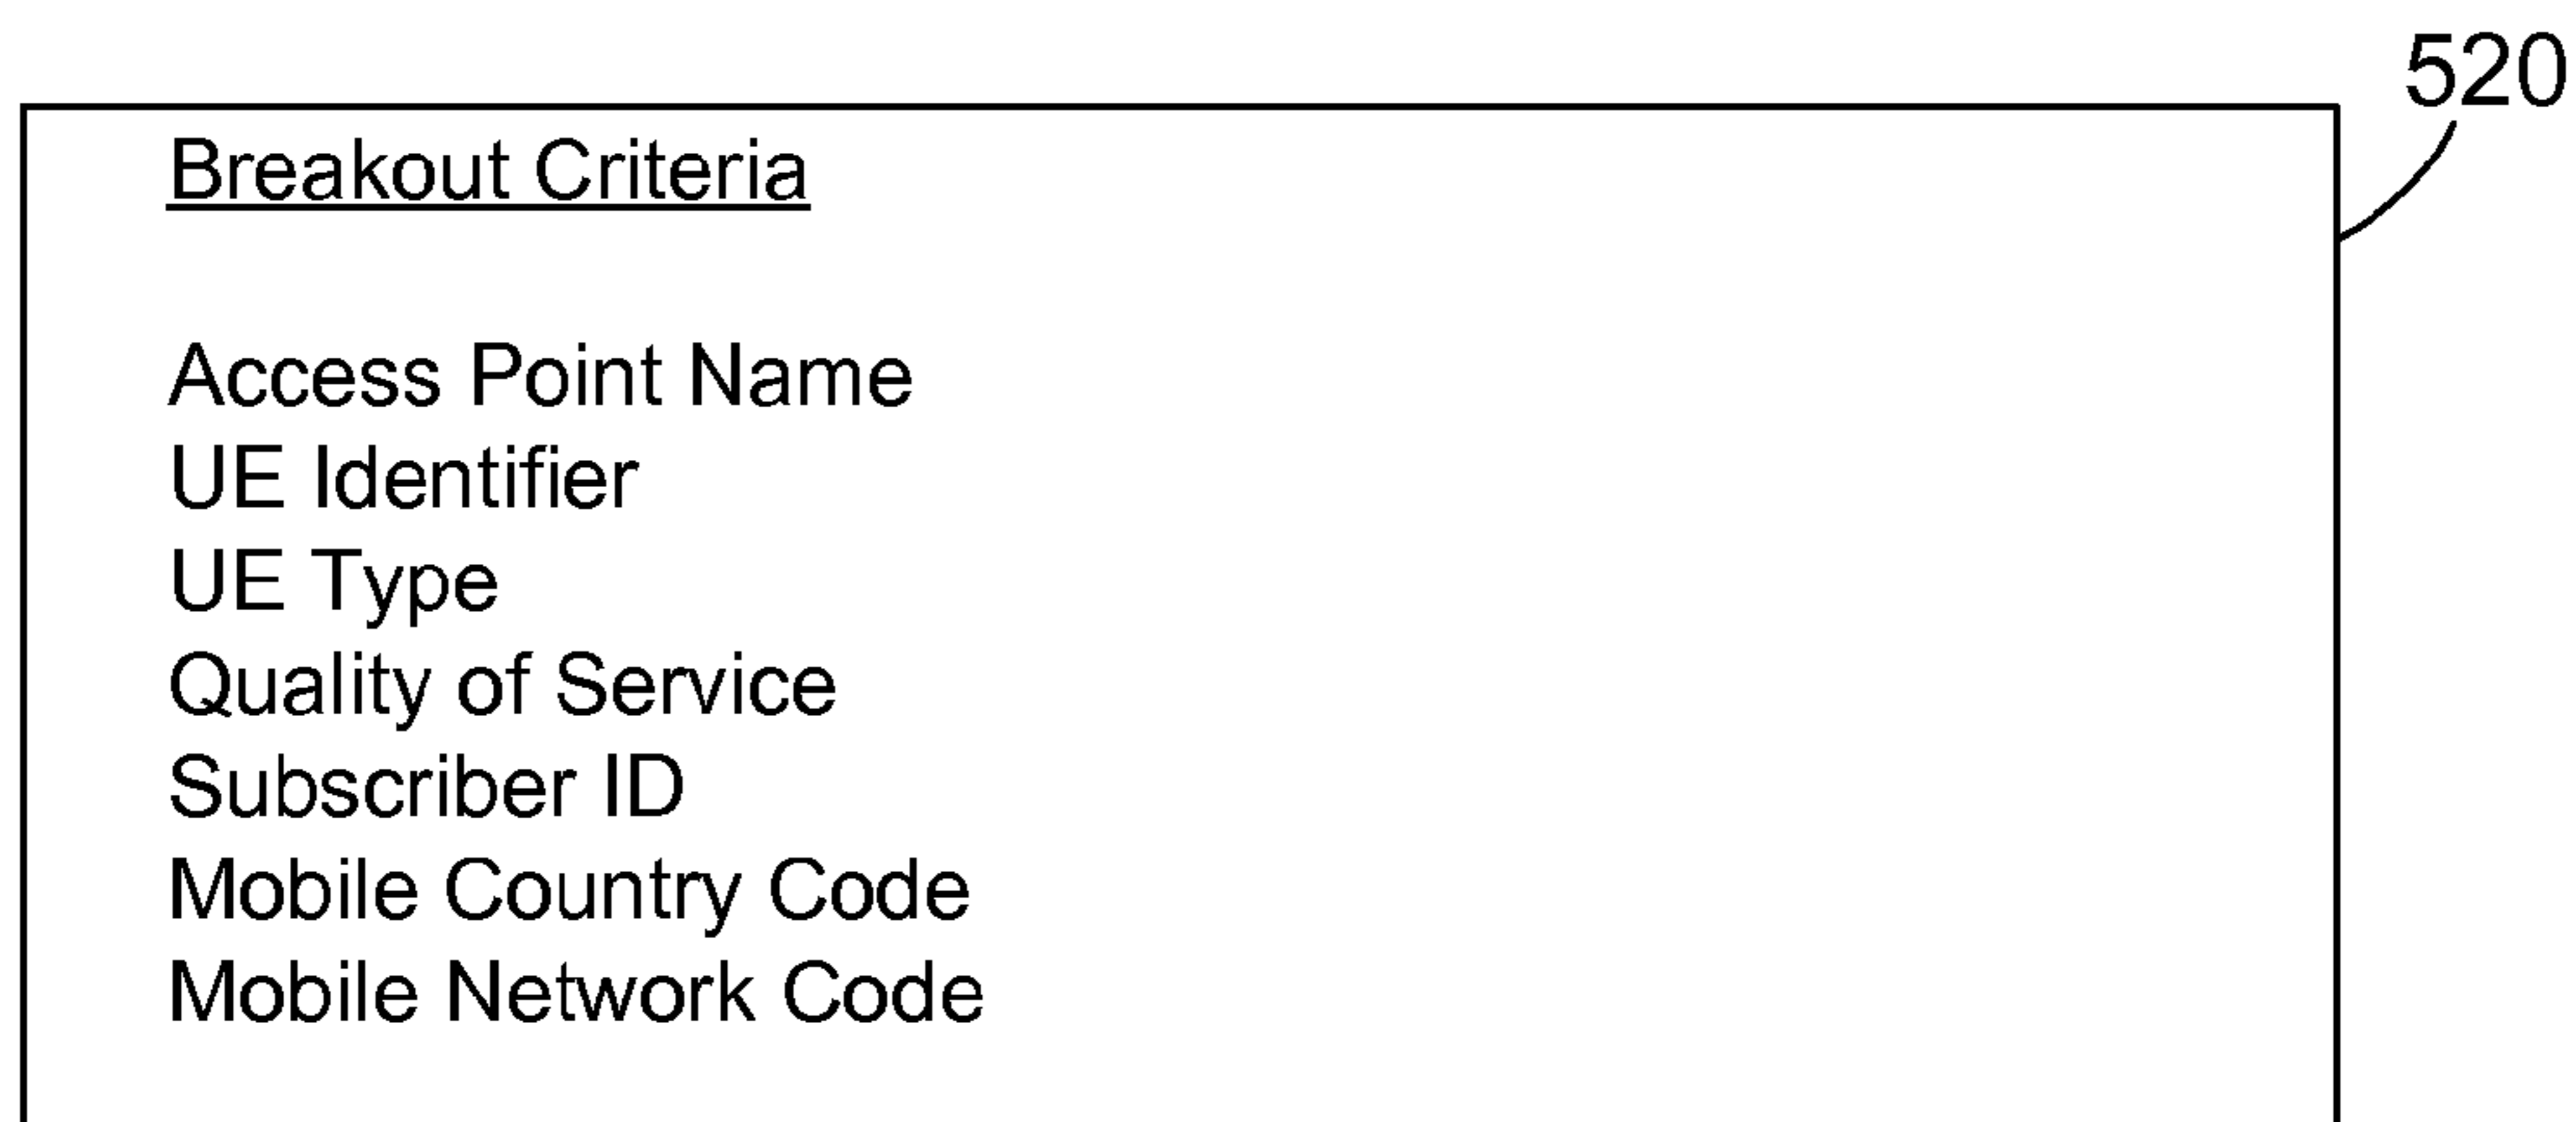 520
Breakout Criteria
Access Point Name
UE Identifier
UE Type
Quality of Service
Subscriber ID
Mobile Country Code
Mobile Network Code